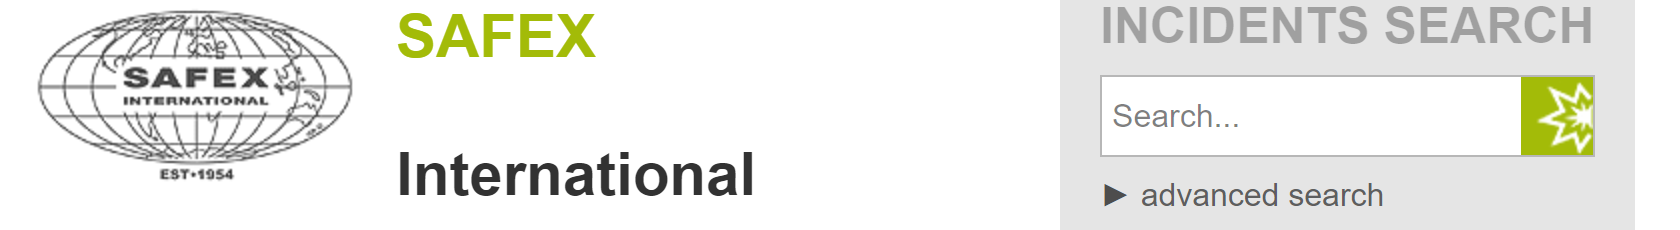 SAFEX
INTERNATIONAL
EST•1954
SAFEX
International
INCIDENTS SEARCH
Search...
► advanced search